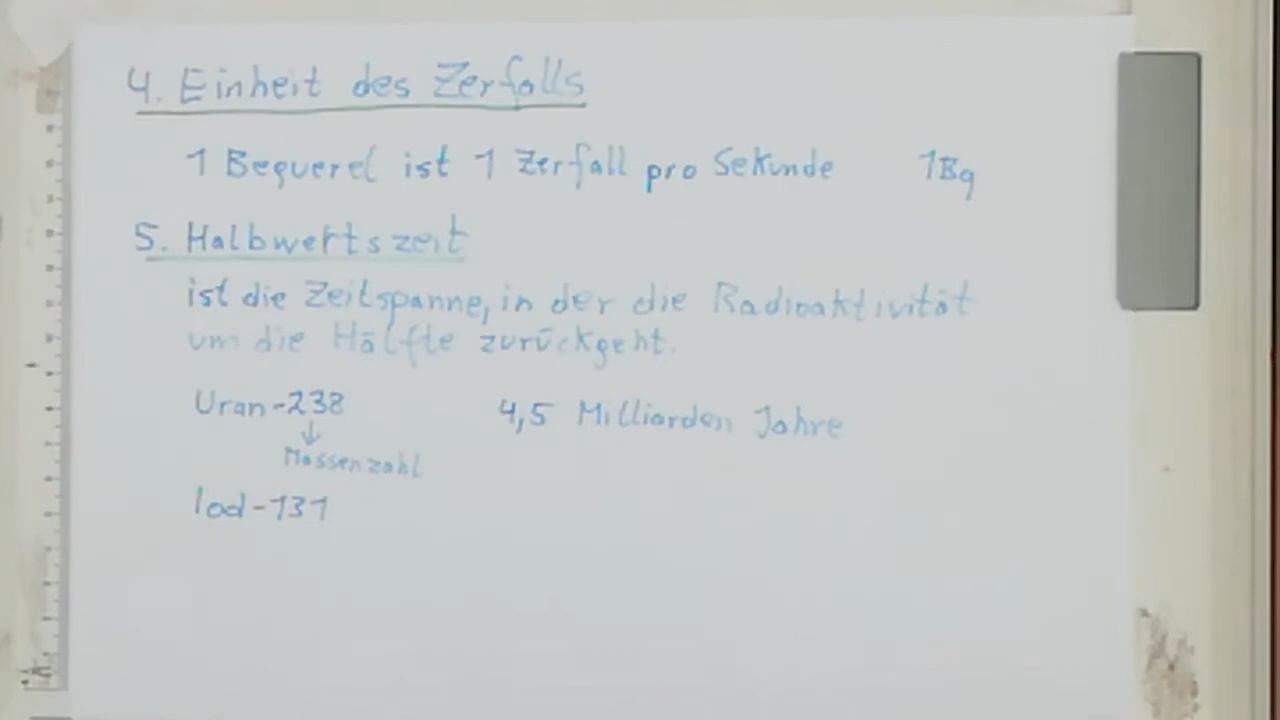 4. Einheit des Zerfalls
1 Bequerel ist 1 Zerfall pro Sekunde 1Bq
5. Halbwertszeit
ist die Zeitspanne, in der die Radioaktivität
um die Hälfte zurückgeht.
Uran-238 4,5 Milliarden Jahre
↓
Massenzahl
Iod-131